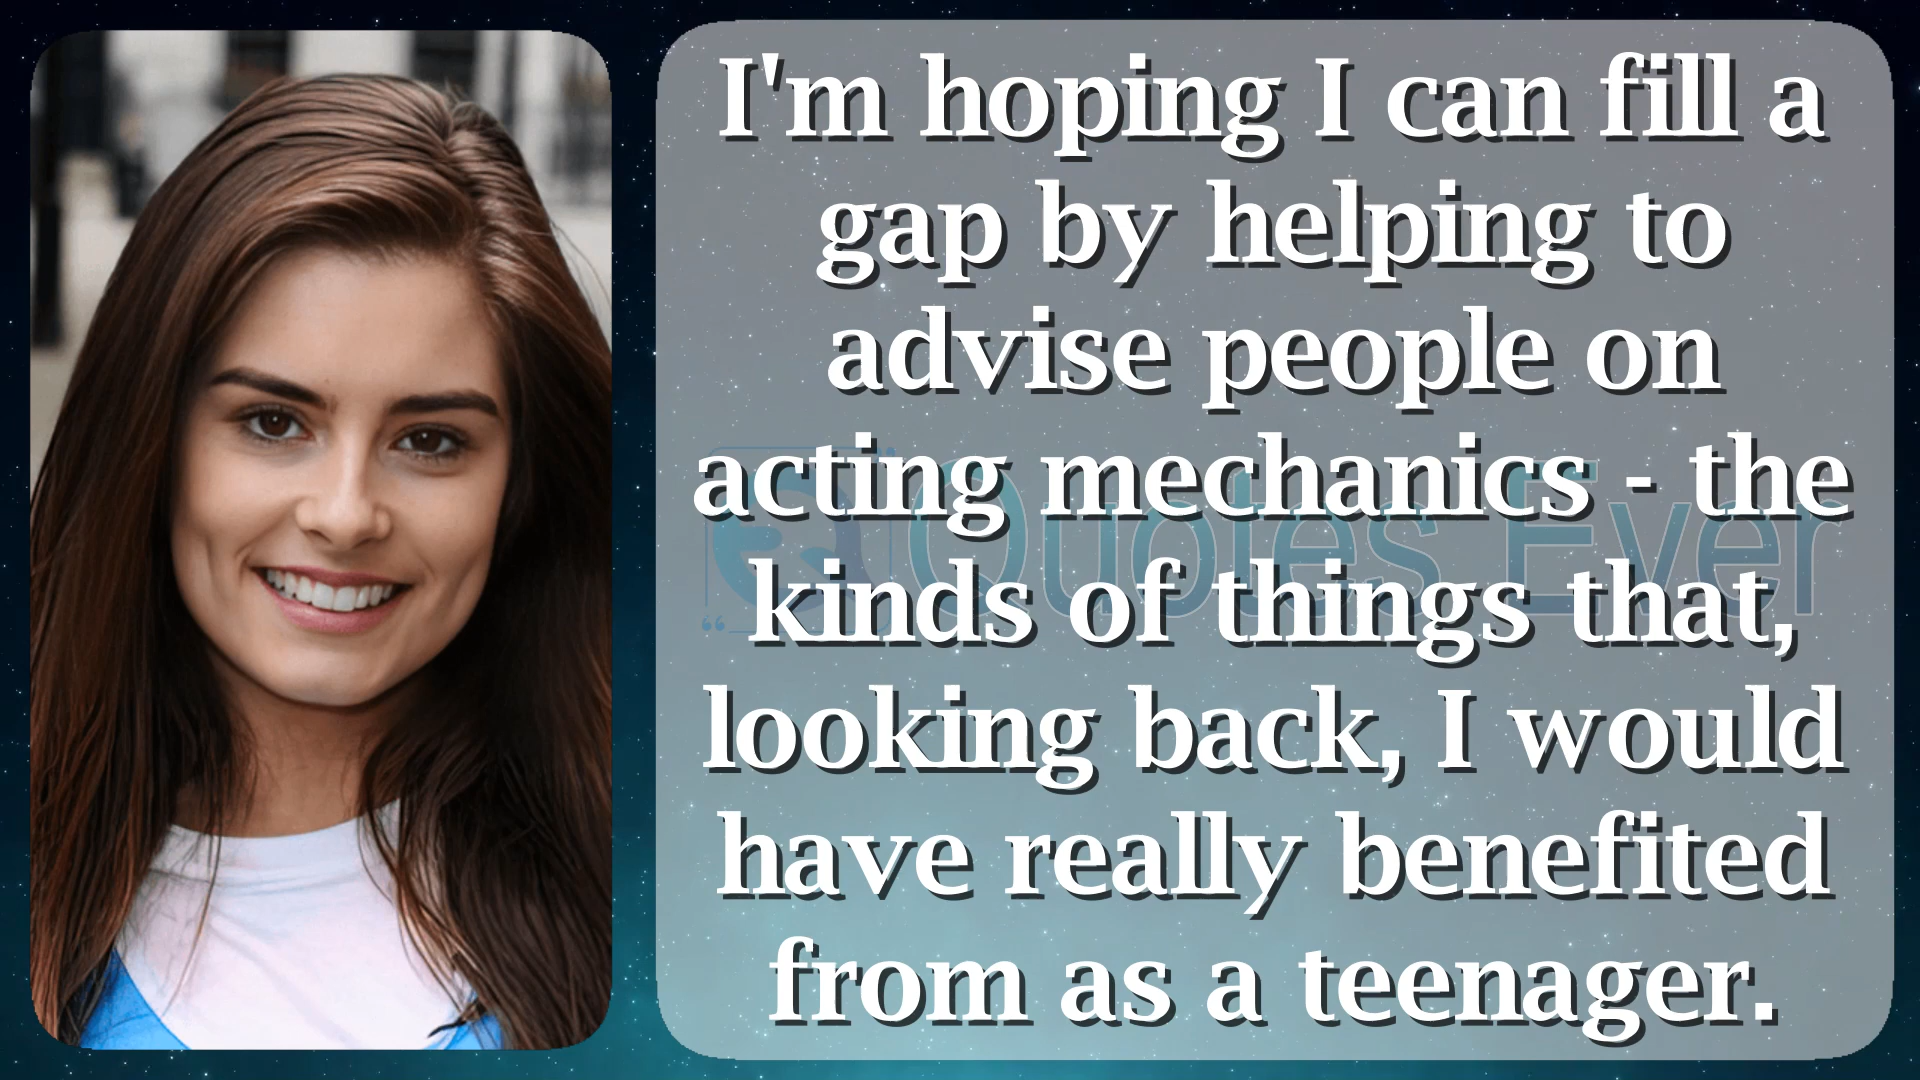 I'm hoping I can fill a
gap by helping to
advise people on
acting mechanics - the
kinds of things that,
looking back, I would
have really benefited
from as a teenager.
Quotes Ever